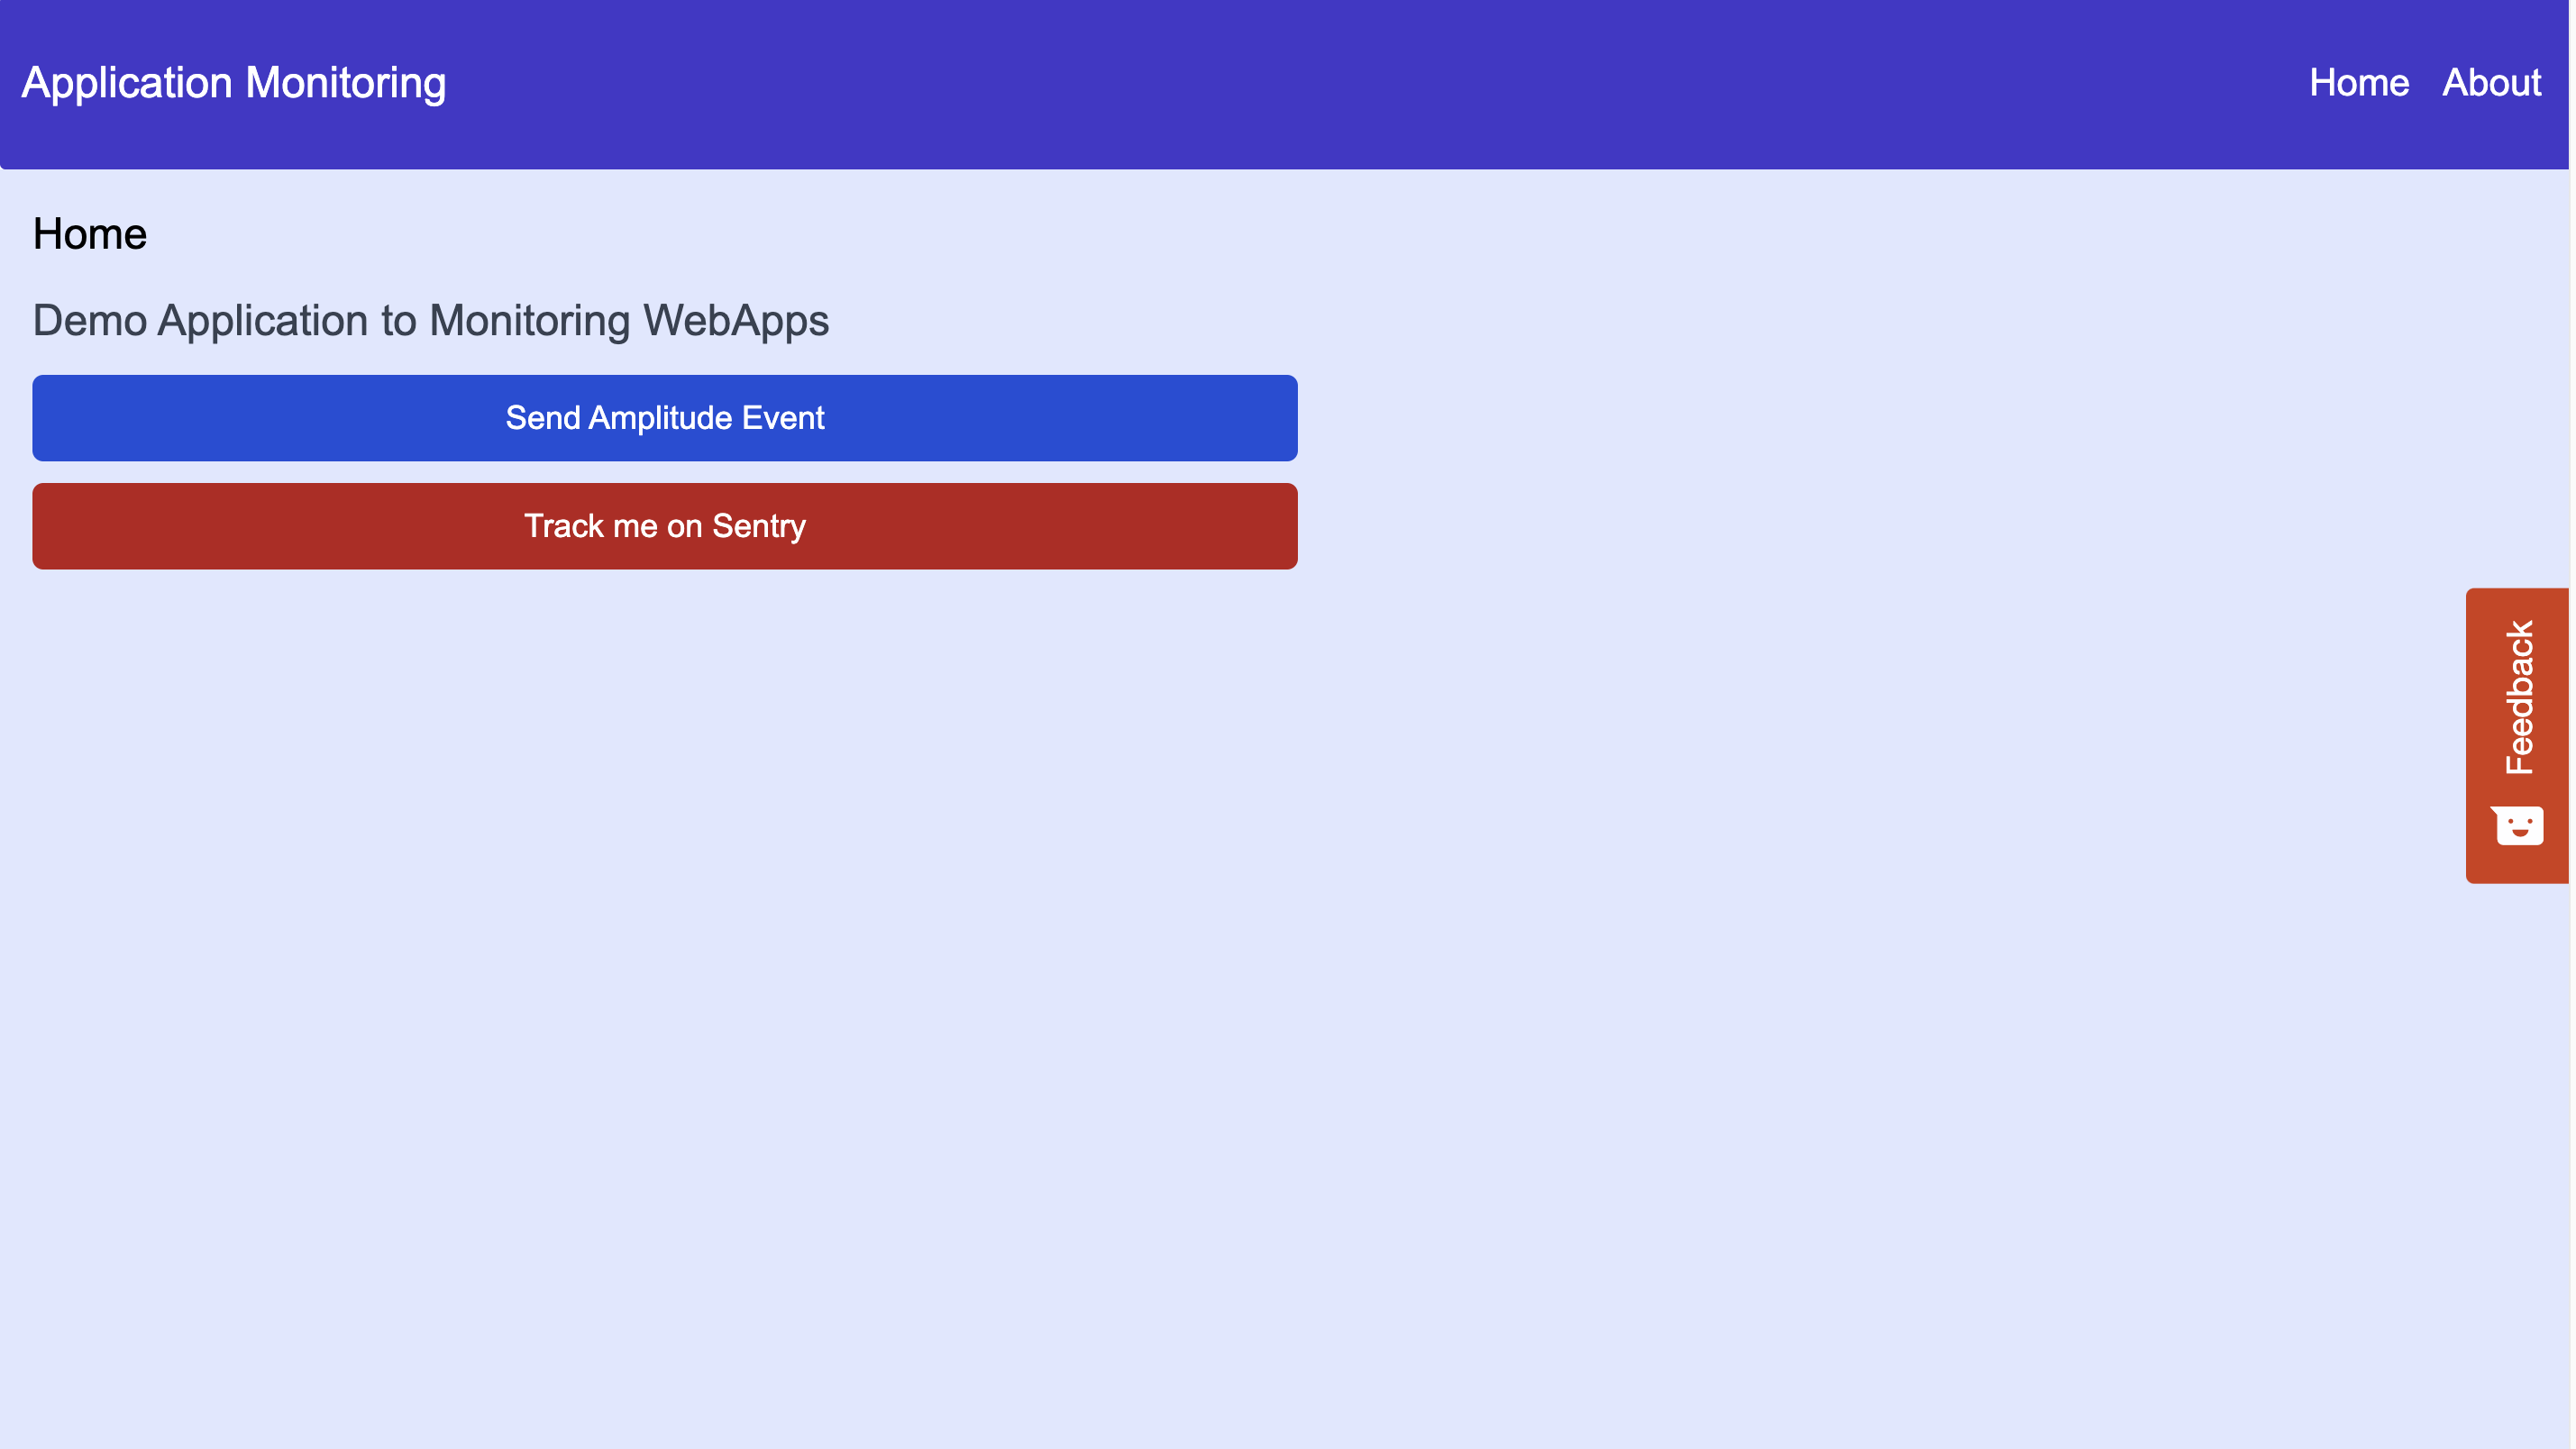 Application Monitoring
Home About
Home
Demo Application to Monitoring WebApps
Send Amplitude Event
Track me on Sentry
Feedback